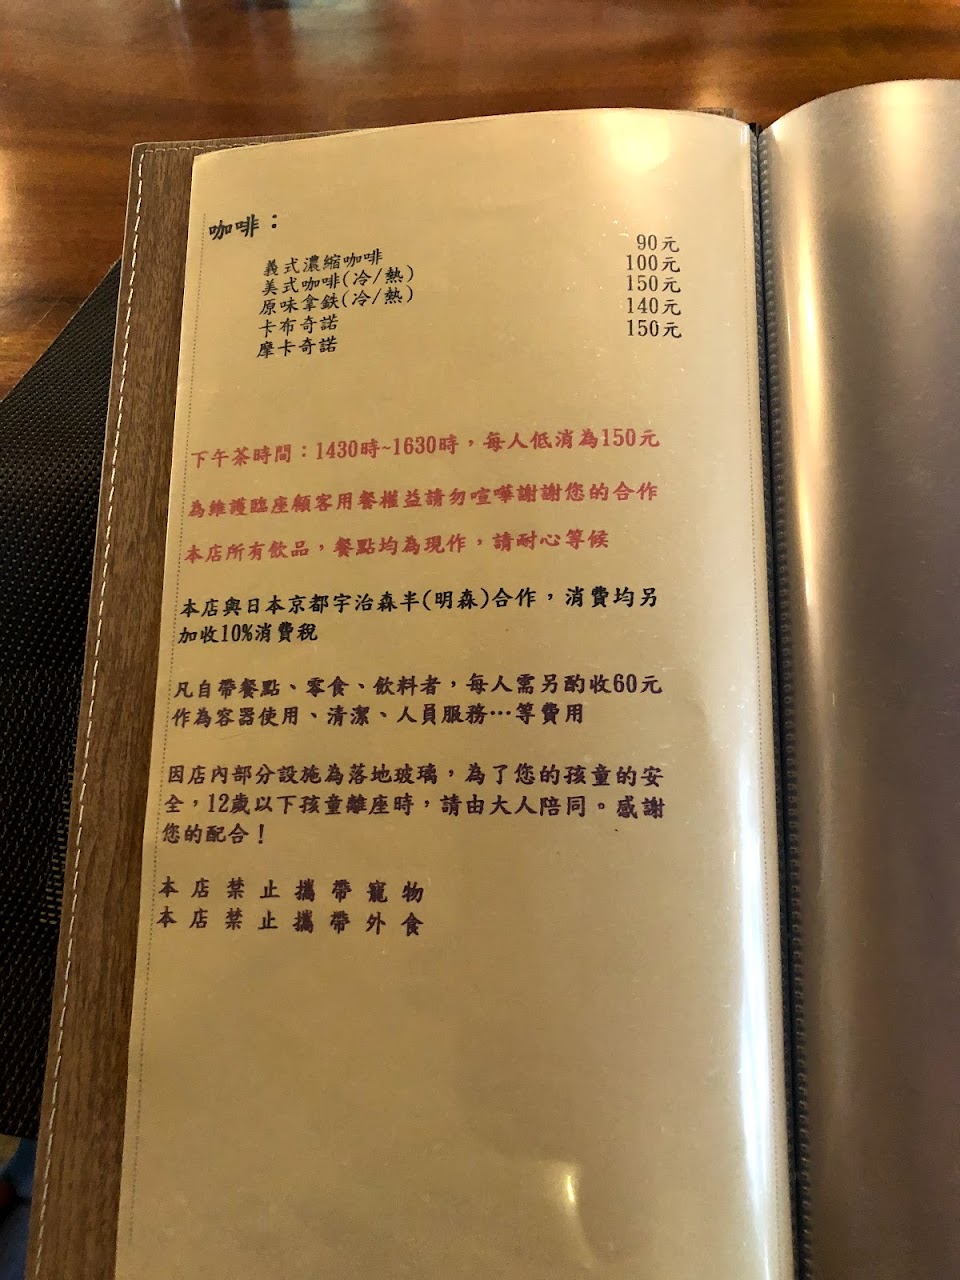 咖啡：
義式濃縮咖啡 90元
美式咖啡(冷/熱) 100元
原味拿鉄(冷/熱) 150元
卡布奇諾 140元
摩卡奇諾 150元
下午茶時間：1430時~1630時，每人低消為150元
為維護臨座顧客用餐權益請勿喧嘩謝謝您的合作
本店所有飲品，餐點均為現作，請耐心等候
本店與日本京都宇治森半(明森)合作，消費均另
加收10%消費稅
凡自帶餐點、零食、飲料者，每人需另酌收60元
作為容器使用、清潔、人員服務…等費用
因店內部分設施為落地玻璃，為了您的孩童的安
全，12歲以下孩童離座時，請由大人陪同。感謝
您的配合！
本店禁止攜帶寵物
本店禁止攜帶外食